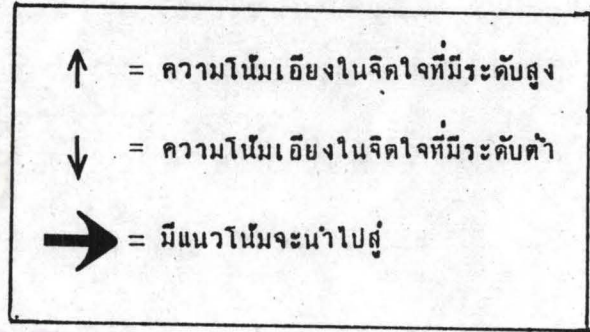 ↑ = ความโน้มเอียงในจิตใจที่มีระดับสูง
↓ = ความโน้มเอียงในจิตใจที่มีระดับต่ำ
➔ = มีแนวโน้มจะนำไปสู่